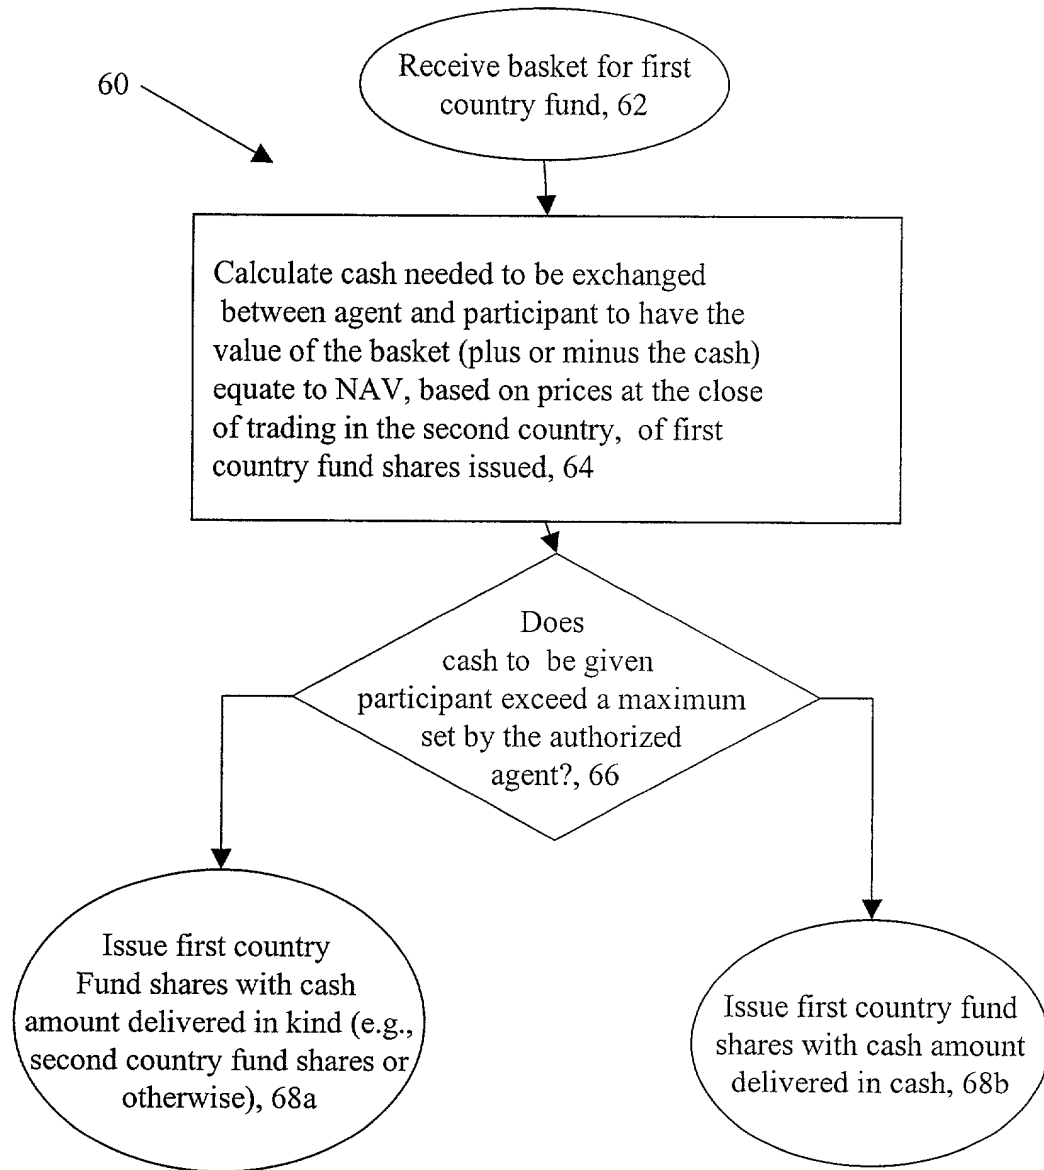 Receive basket for first
country fund, 62
60
Calculate cash needed to be exchanged
between agent and participant to have the
value of the basket (plus or minus the cash)
equate to NAV, based on prices at the close
of trading in the second country, of first
country fund shares issued, 64
Does
cash to be given
participant exceed a maximum
set by the authorized
agent?, 66
Issue first country
Fund shares with cash
amount delivered in kind (e.g.,
second country fund shares or
otherwise), 68a
Issue first country fund
shares with cash amount
delivered in cash, 68b